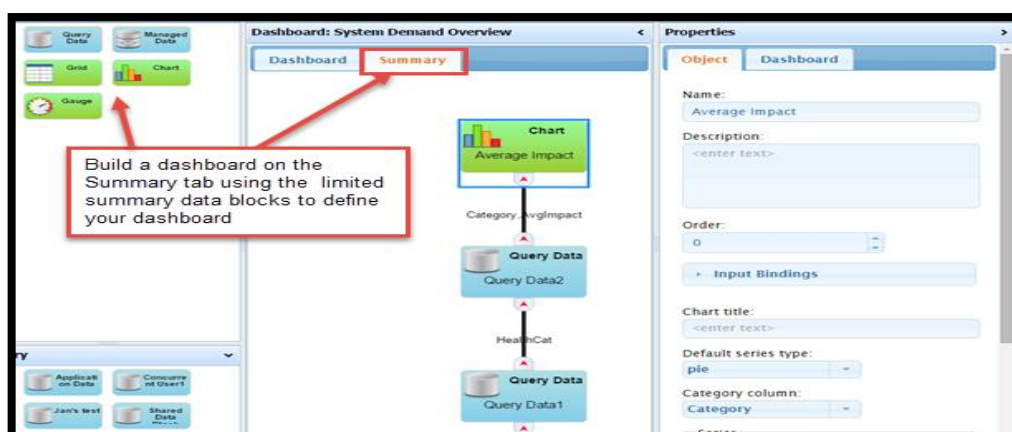 Query Data
Managed Data
Grid
Chart
Gauge
Build a dashboard on the
Summary tab using the limited
summary data blocks to define
your dashboard
ry
Applicati
on Data
Concurre
nt User1
Jan's test
Shared
Data
Dashboard: System Demand Overview
Dashboard
Summary
Chart
Average Impact
Category, AvgImpact
Query Data
Query Data2
HealthCat
Query Data
Query Data1
Properties
Object
Dashboard
Name:
Average Impact
Description:
<enter text>
Order:
0
Input Bindings
Chart title:
<enter text>
Default series type:
pie
Category column:
Category
Series